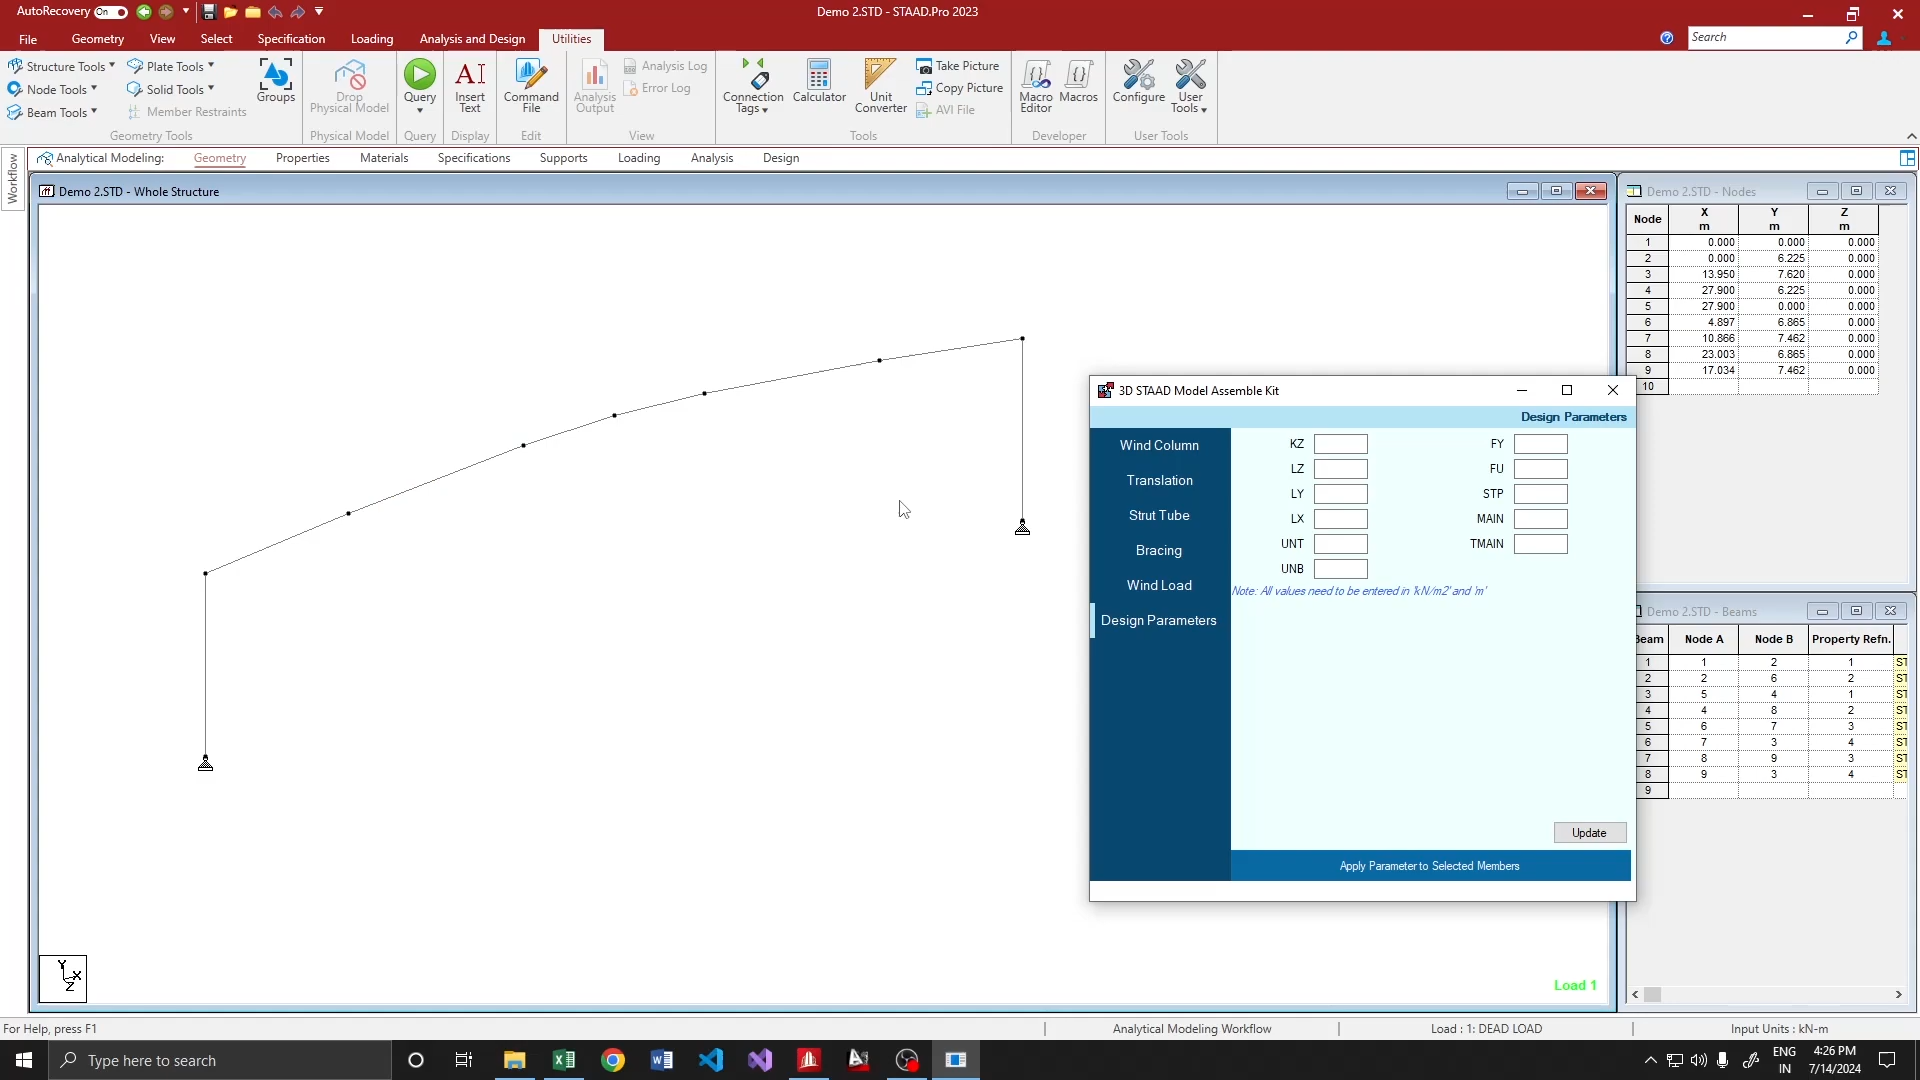 AutoRecovery On
Demo 2.STD - STAAD.Pro 2023
File Geometry View Select Specification Loading Analysis and Design Utilities
Search
Structure Tools Plate Tools
Node Tools Solid Tools
Beam Tools Member Restraints
Groups
Geometry Tools
Drop Physical Model
Physical Model
Query
Query
Insert Text
Display
Command File
Edit
Analysis Output
Analysis Log
Error Log
View
Connection Tags
Calculator
Unit Converter
Take Picture
Copy Picture
AVI File
Tools
Macro Editor
Macros
Developer
Configure
User Tools
User Tools
Workflow
Analytical Modeling: Geometry Properties Materials Specifications Supports Loading Analysis Design
Demo 2.STD - Whole Structure
Y
X
Z
Load 1
Demo 2.STD - Nodes
Node X m Y m Z m
1 0.000 0.000 0.000
2 0.000 6.225 0.000
3 13.950 7.620 0.000
4 27.900 6.225 0.000
5 27.900 0.000 0.000
6 4.897 6.865 0.000
7 10.866 7.462 0.000
8 23.003 6.865 0.000
9 17.034 7.462 0.000
10
3D STAAD Model Assemble Kit
Design Parameters
Wind Column
Translation
Strut Tube
Bracing
Wind Load
Design Parameters
KZ FY
LZ FU
LY STP
LX MAIN
UNT TMAIN
UNB
Note: All values need to be entered in 'kN/m2' and 'm'
Update
Apply Parameter to Selected Members
Demo 2.STD - Beams
Beam Node A Node B Property Refn.
1 1 2 1 ST
2 2 6 2 ST
3 5 4 1 ST
4 4 8 2 ST
5 6 7 3 ST
6 7 3 4 ST
7 8 9 3 ST
8 9 3 4 ST
9
For Help, press F1
Analytical Modeling Workflow
Load : 1: DEAD LOAD
Input Units : kN-m
Type here to search
ENG
IN
4:26 PM
7/14/2024